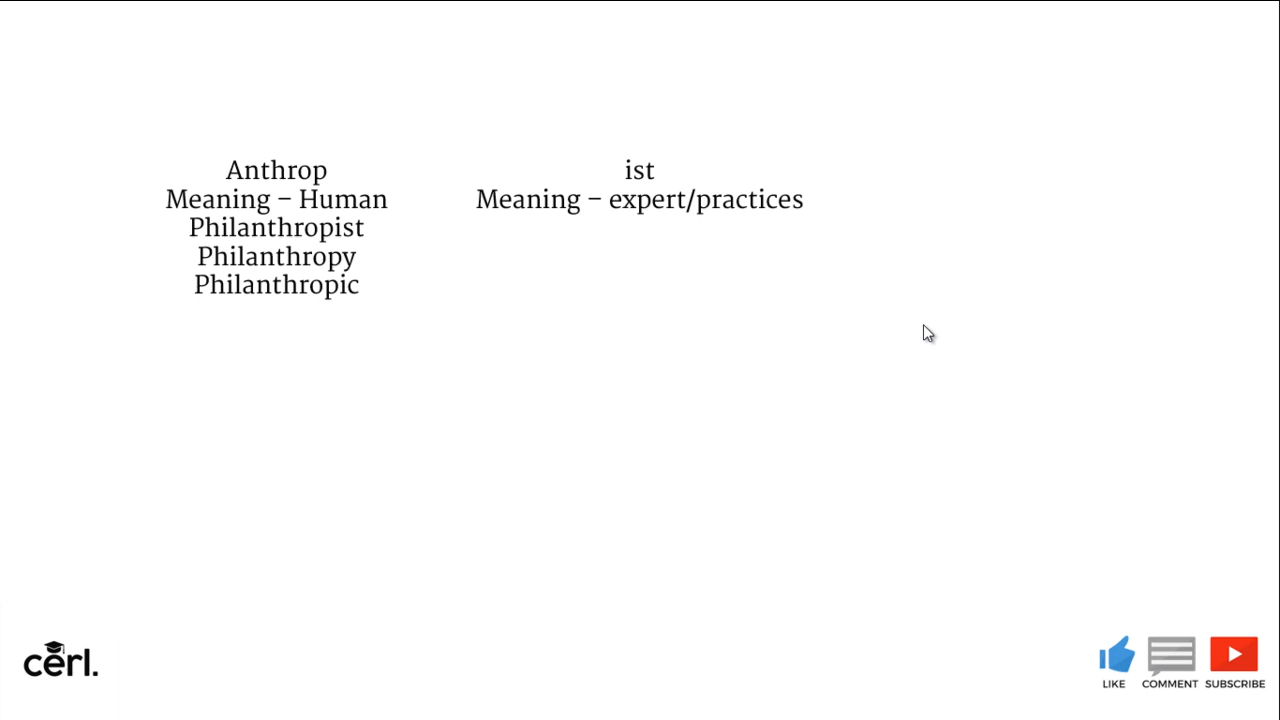 Anthrop
Meaning – Human
Philanthropist
Philanthropy
Philanthropic
ist
Meaning – expert/practices
cerl.
LIKE
COMMENT
SUBSCRIBE